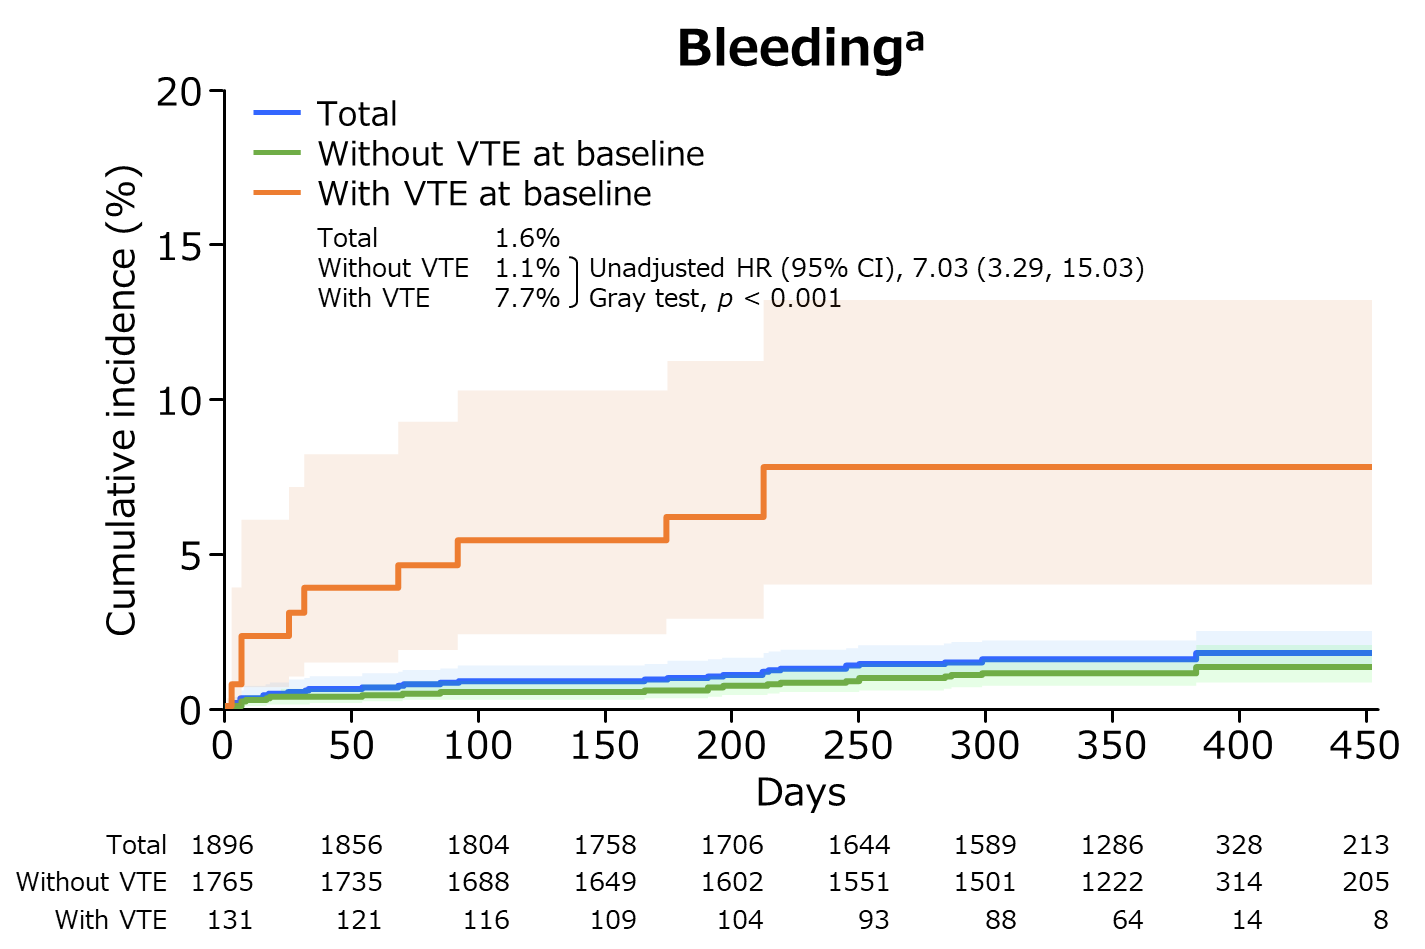 Bleedingᵃ
20
15
10
5
0
Cumulative incidence (%)
Total
Without VTE at baseline
With VTE at baseline
Total 1.6%
Without VTE 1.1% Unadjusted HR (95% CI), 7.03 (3.29, 15.03)
With VTE 7.7% Gray test, p < 0.001
0 50 100 150 200 250 300 350 400 450
Days
Total 1896 1856 1804 1758 1706 1644 1589 1286 328 213
Without VTE 1765 1735 1688 1649 1602 1551 1501 1222 314 205
With VTE 131 121 116 109 104 93 88 64 14 8